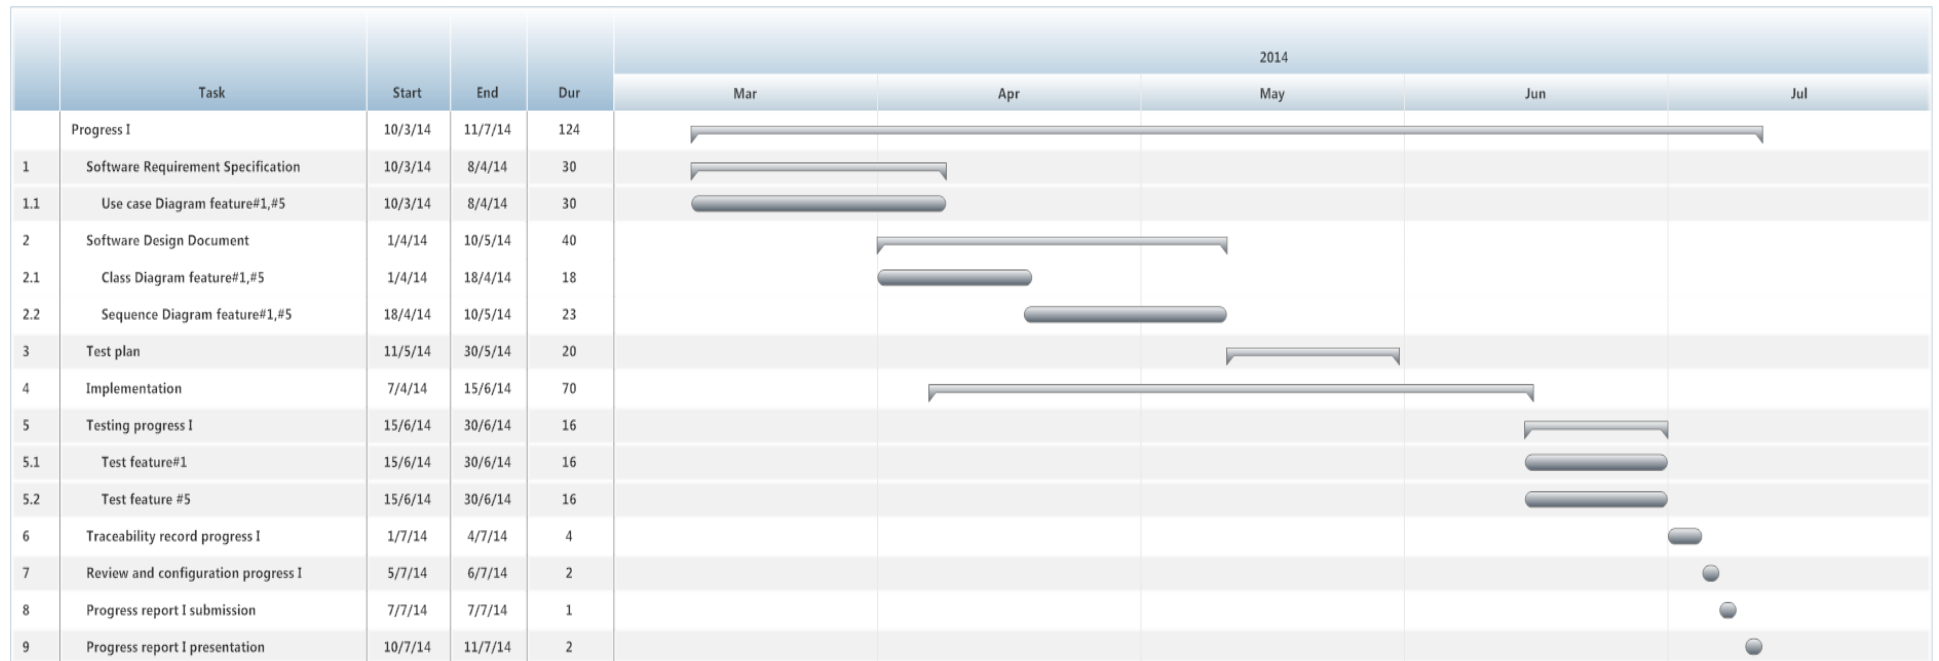 2014
Task Start End Dur Mar Apr May Jun Jul
Progress I 10/3/14 11/7/14 124
1 Software Requirement Specification 10/3/14 8/4/14 30
1.1 Use case Diagram feature#1,#5 10/3/14 8/4/14 30
2 Software Design Document 1/4/14 10/5/14 40
2.1 Class Diagram feature#1,#5 1/4/14 18/4/14 18
2.2 Sequence Diagram feature#1,#5 18/4/14 10/5/14 23
3 Test plan 11/5/14 30/5/14 20
4 Implementation 7/4/14 15/6/14 70
5 Testing progress I 15/6/14 30/6/14 16
5.1 Test feature#1 15/6/14 30/6/14 16
5.2 Test feature #5 15/6/14 30/6/14 16
6 Traceability record progress I 1/7/14 4/7/14 4
7 Review and configuration progress I 5/7/14 6/7/14 2
8 Progress report I submission 7/7/14 7/7/14 1
9 Progress report I presentation 10/7/14 11/7/14 2